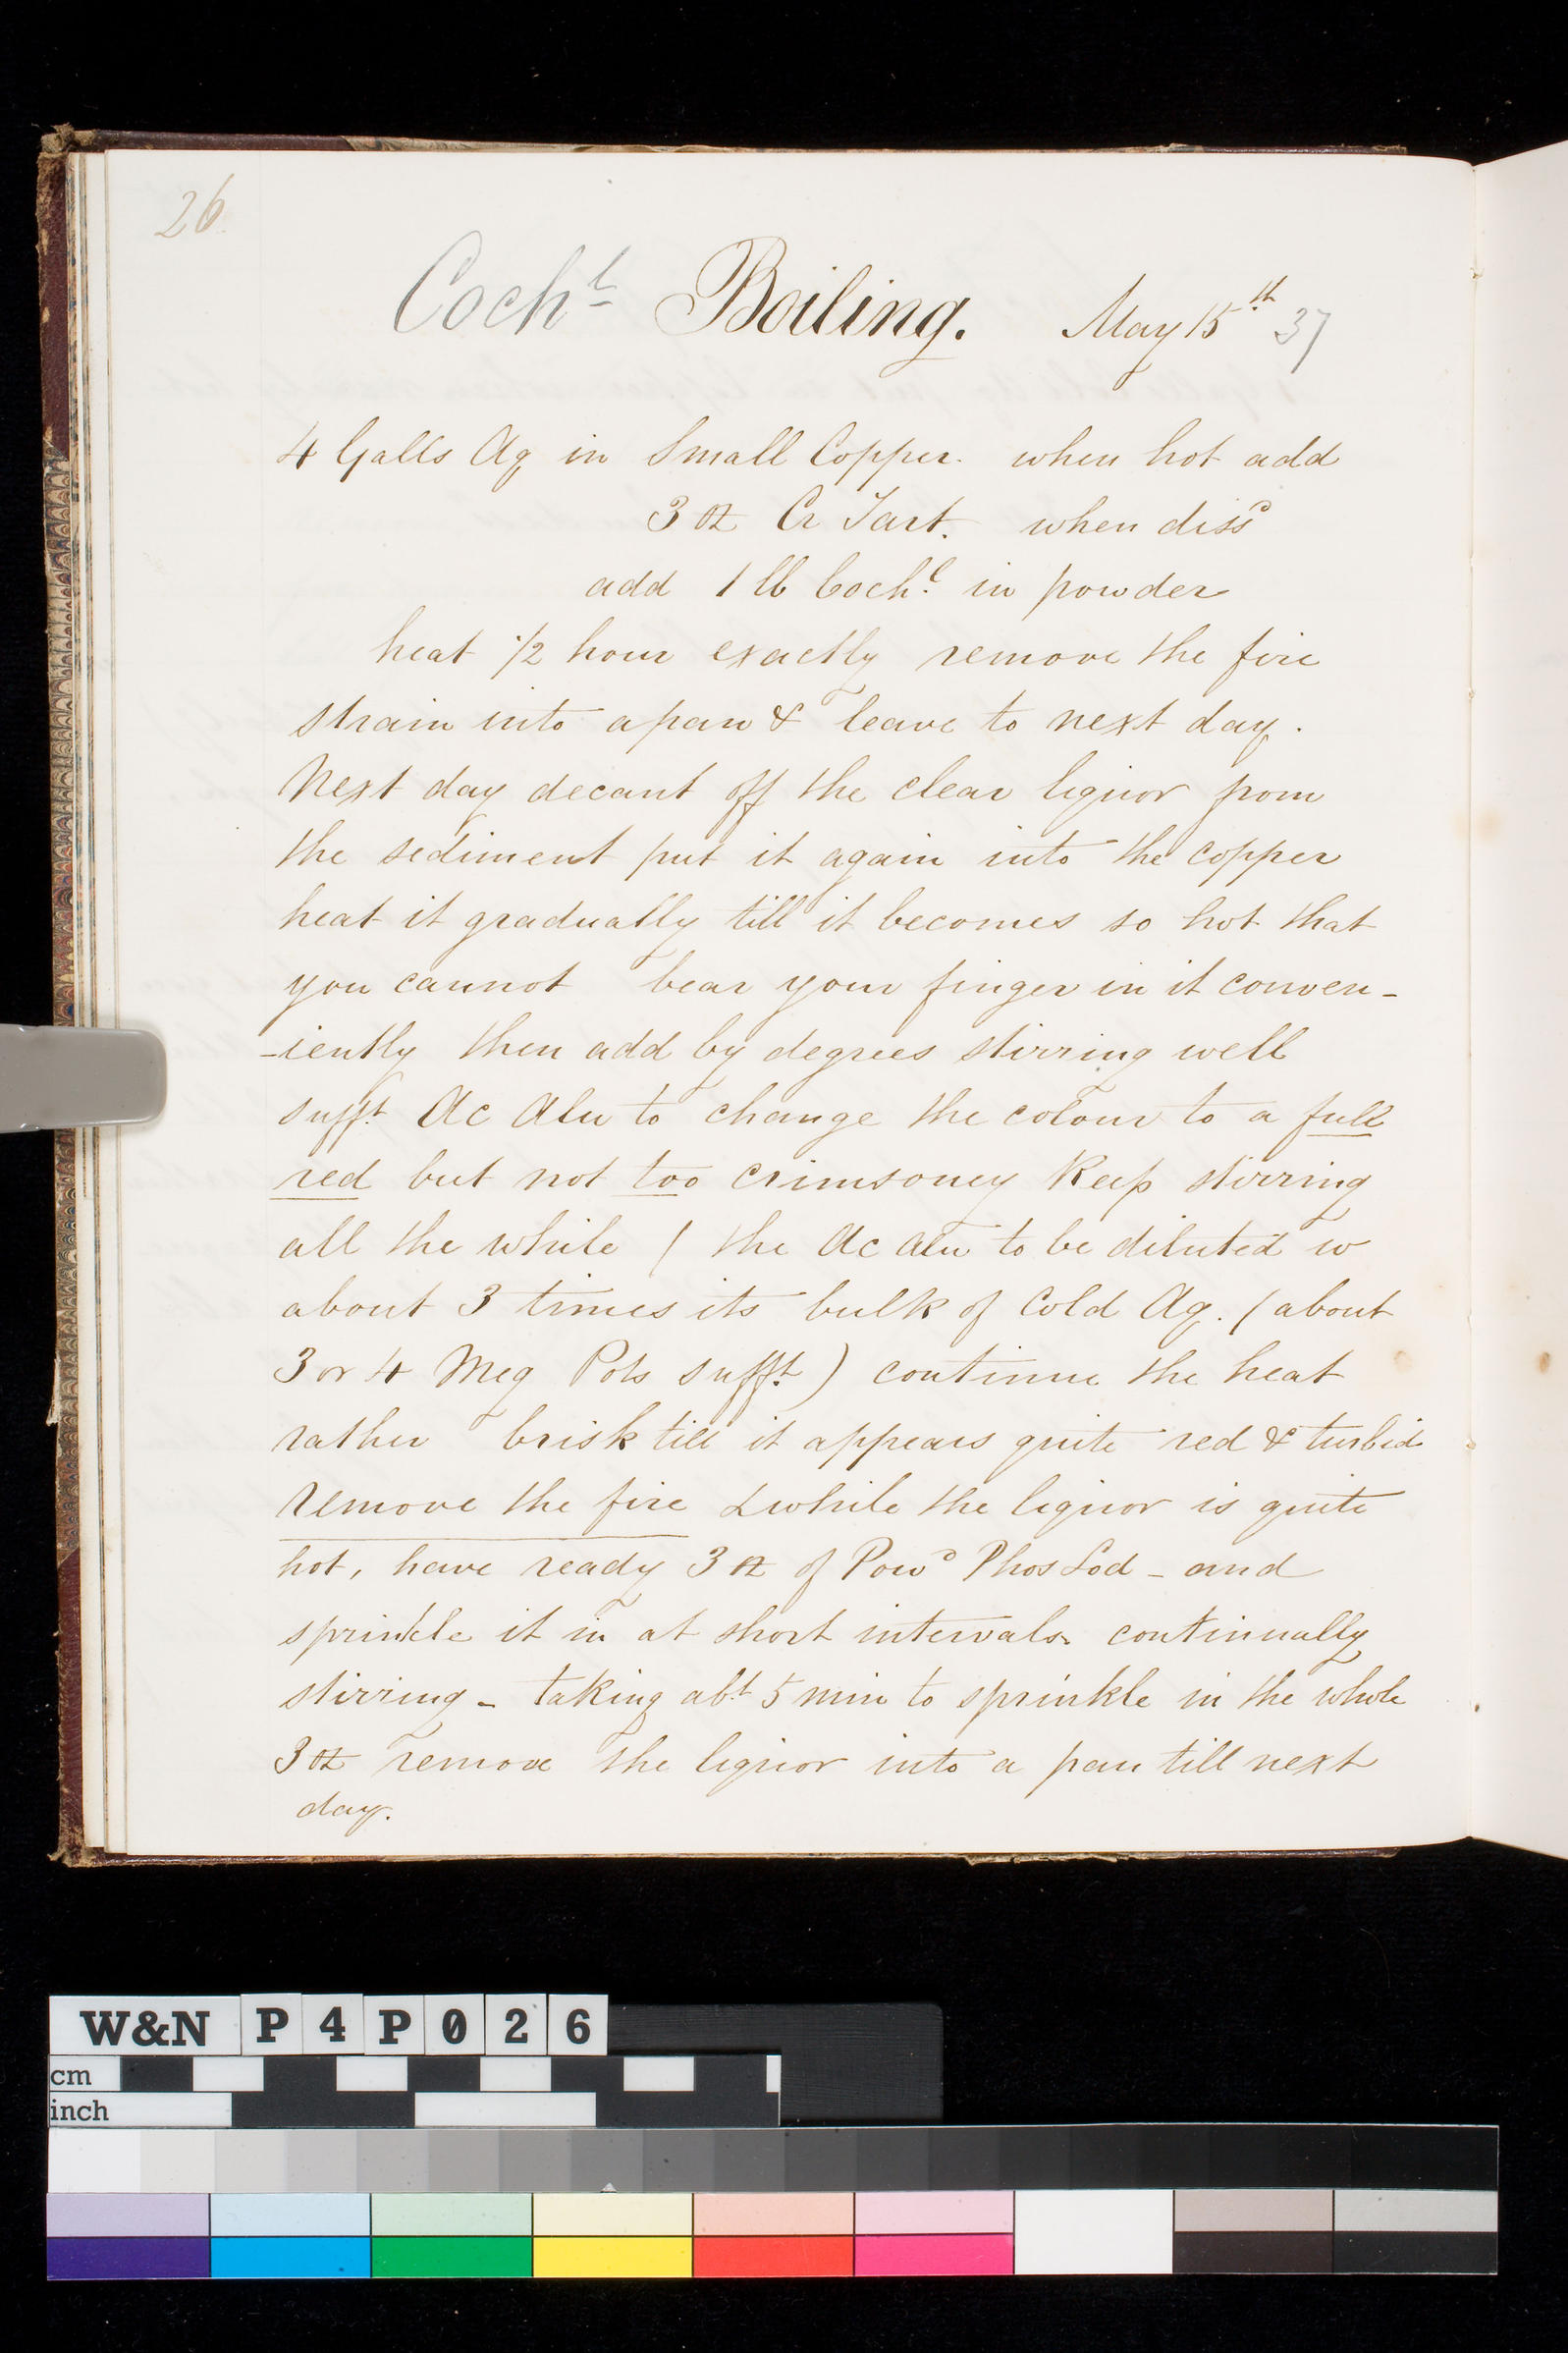 26
Coch.l Boiling. May 15th 37
4 Galls Aq in Small Copper. when hot add
3 oz Cr Tart. when dissd
add 1 lb Coch.l in powder
heat 1/2 hour exactly remove the fire
strain into a pan & leave to next day.
Next day decant off the clear liquor from
the sediment put it again into the copper
heat it gradually till it becomes so hot that
you cannot bear your finger in it conven-
-iently then add by degrees stirring well
sufft. Ac Alu to change the colour to a full
red but not too crimsoney Keep stirring
all the while ( the Ac Alu to be diluted w
about 3 times its bulk of Cold Aq. ( about
3 or 4 Meg Pots sufft. ) continue the heat
rather brisk till it appears quite red & turbid
remove the fire & while the liquor is quite
hot, have ready 3 oz of Powd Phos Sod - and
sprinkle it in at short intervals continually
stirring - taking abt. 5 min to sprinkle in the whole
3 oz remove the liquor into a pan till next
day.
W&N P4P026
cm
inch